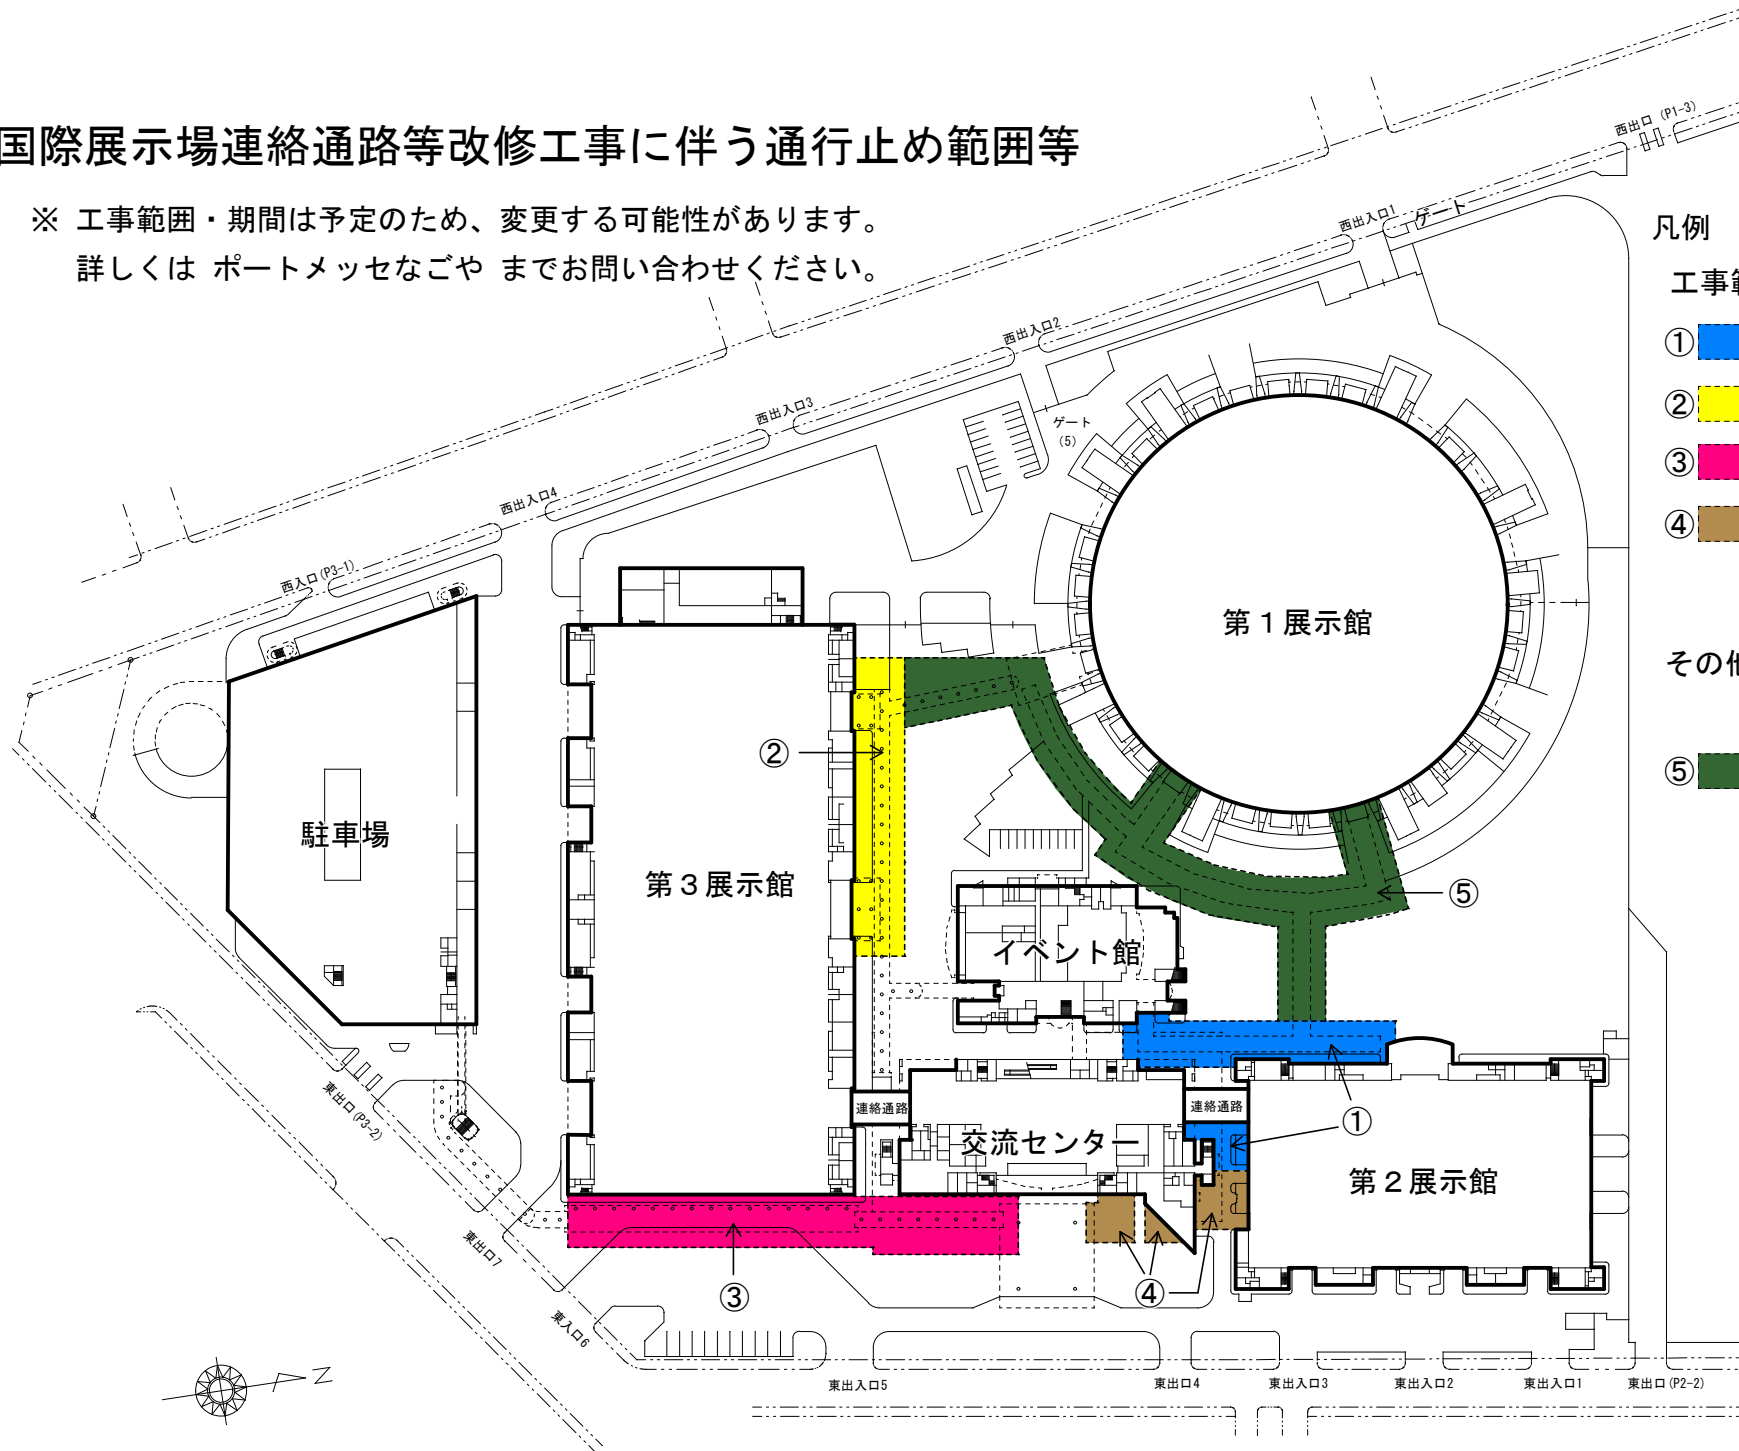 国際展示場連絡通路等改修工事に伴う通行止め範囲等
※ 工事範囲・期間は予定のため、変更する可能性があります。
詳しくは ポートメッセなごや までお問い合わせください。
西出口 (P1-3)
西出入口1
ゲート
凡例
工事
①
②
③
④
その他
⑤
西出入口2
西出入口3
ゲート
(5)
西出入口4
西入口(P3-1)
第1展示館
②
駐車場
第3展示館
⑤
イベント館
連絡通路
連絡通路
①
交流センター
第2展示館
東出口(P3-2)
東出口7
③
④
東入口6
N
東出入口5
東出口4
東出入口3
東出入口2
東出入口1
東出口(P2-2)